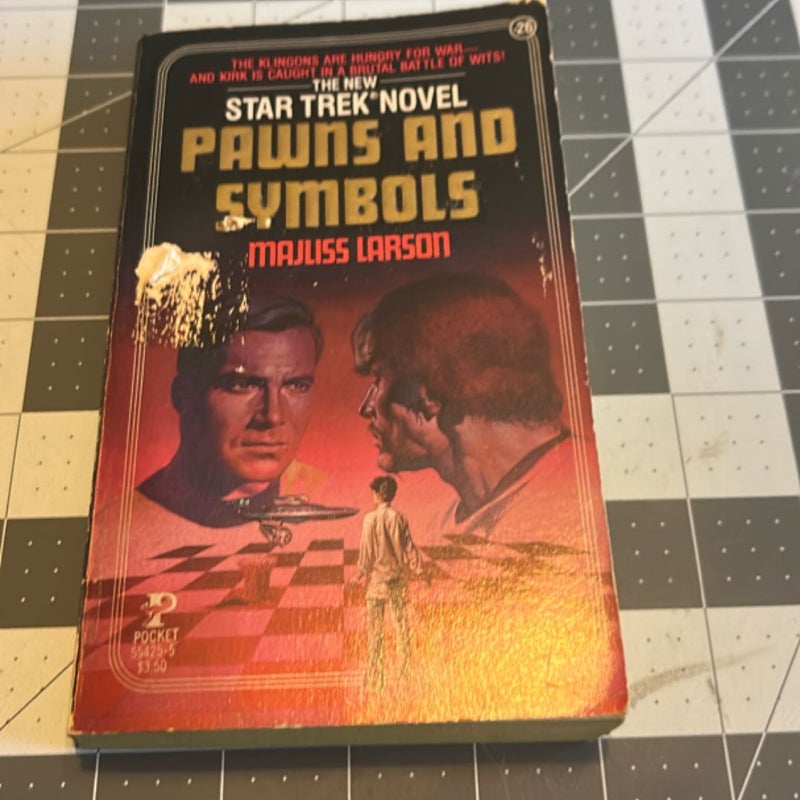 #26
THE KLINGONS ARE HUNGRY FOR WAR—
AND KIRK IS CAUGHT IN A BRUTAL BATTLE OF WITS!
THE NEW
STAR TREK® NOVEL
PAWNS AND
SYMBOLS
MAJLISS LARSON
POCKET
55425-5
$3.50